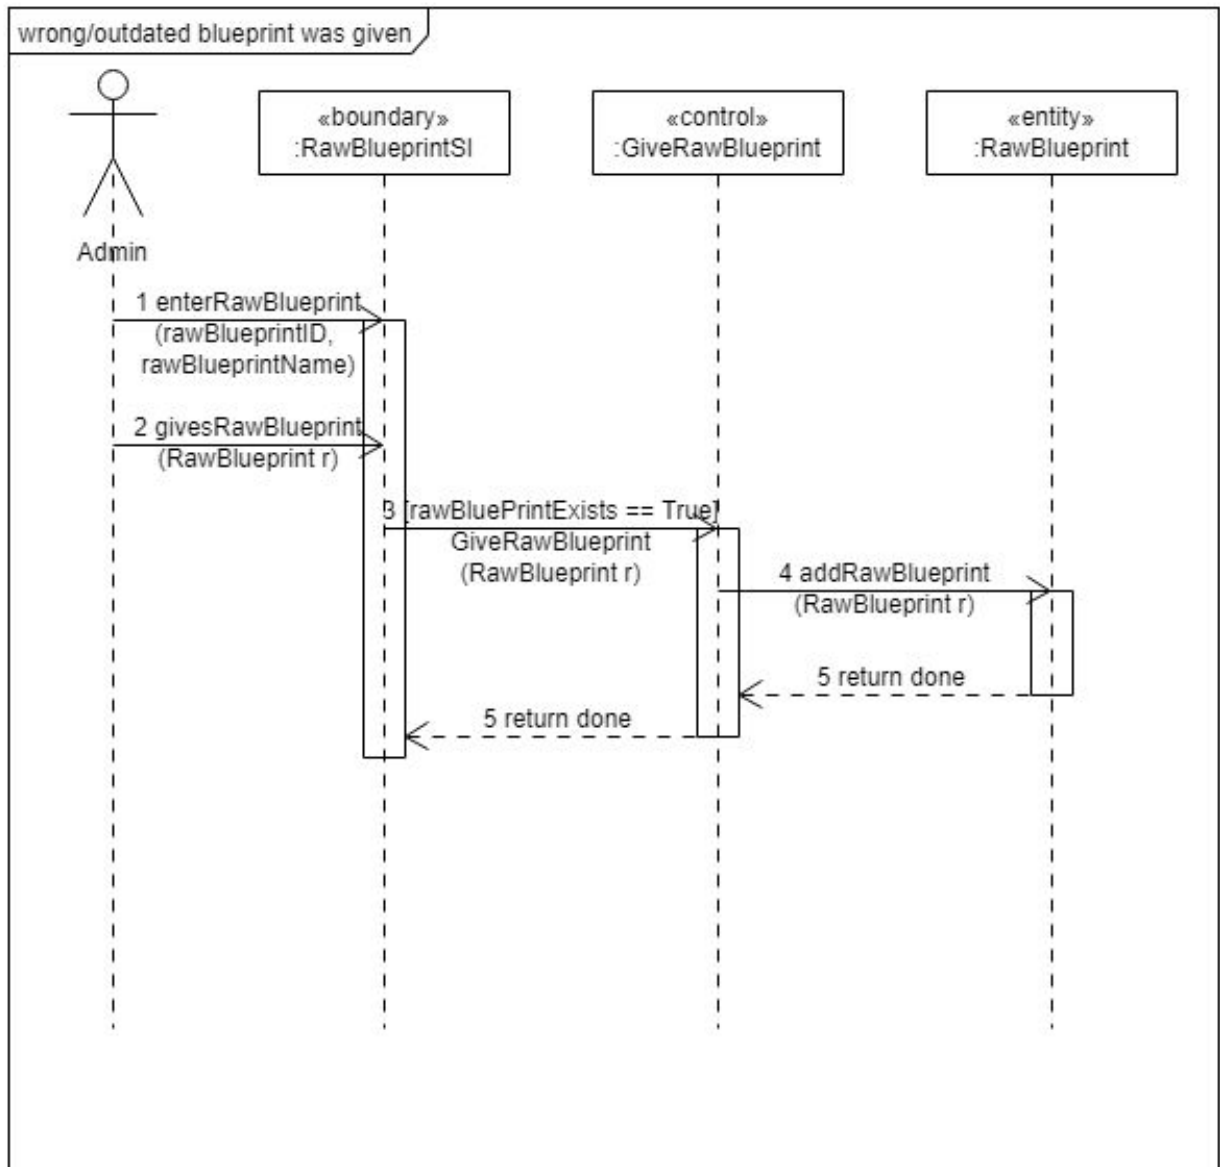 wrong/outdated blueprint was given
«boundary»
:RawBlueprintSI
«control»
:GiveRawBlueprint
«entity»
:RawBlueprint
Admin
1 enterRawBlueprint
(rawBlueprintID,
rawBlueprintName)
2 givesRawBlueprint
(RawBlueprint r)
3 [rawBluePrintExists == True]
GiveRawBlueprint
(RawBlueprint r)
4 addRawBlueprint
(RawBlueprint r)
5 return done
5 return done